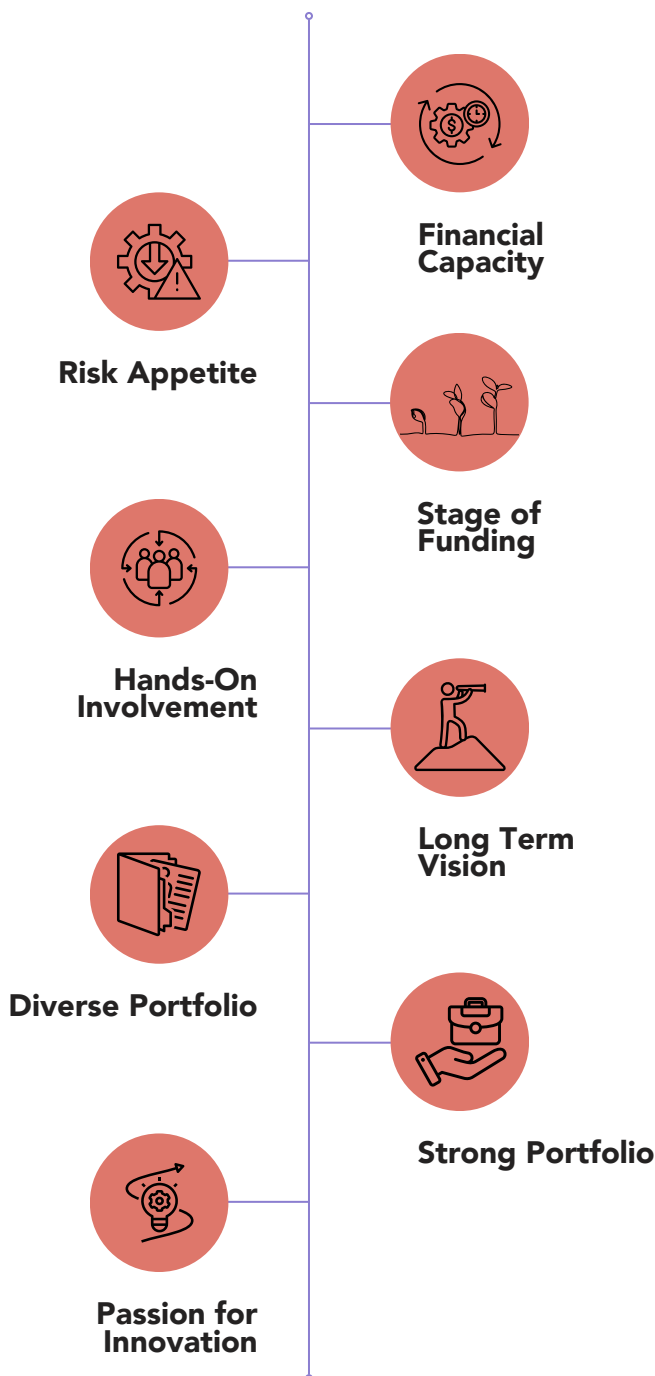 Financial
Capacity
Risk Appetite
Stage of
Funding
Hands-On
Involvement
Long Term
Vision
Diverse Portfolio
Strong Portfolio
Passion for
Innovation